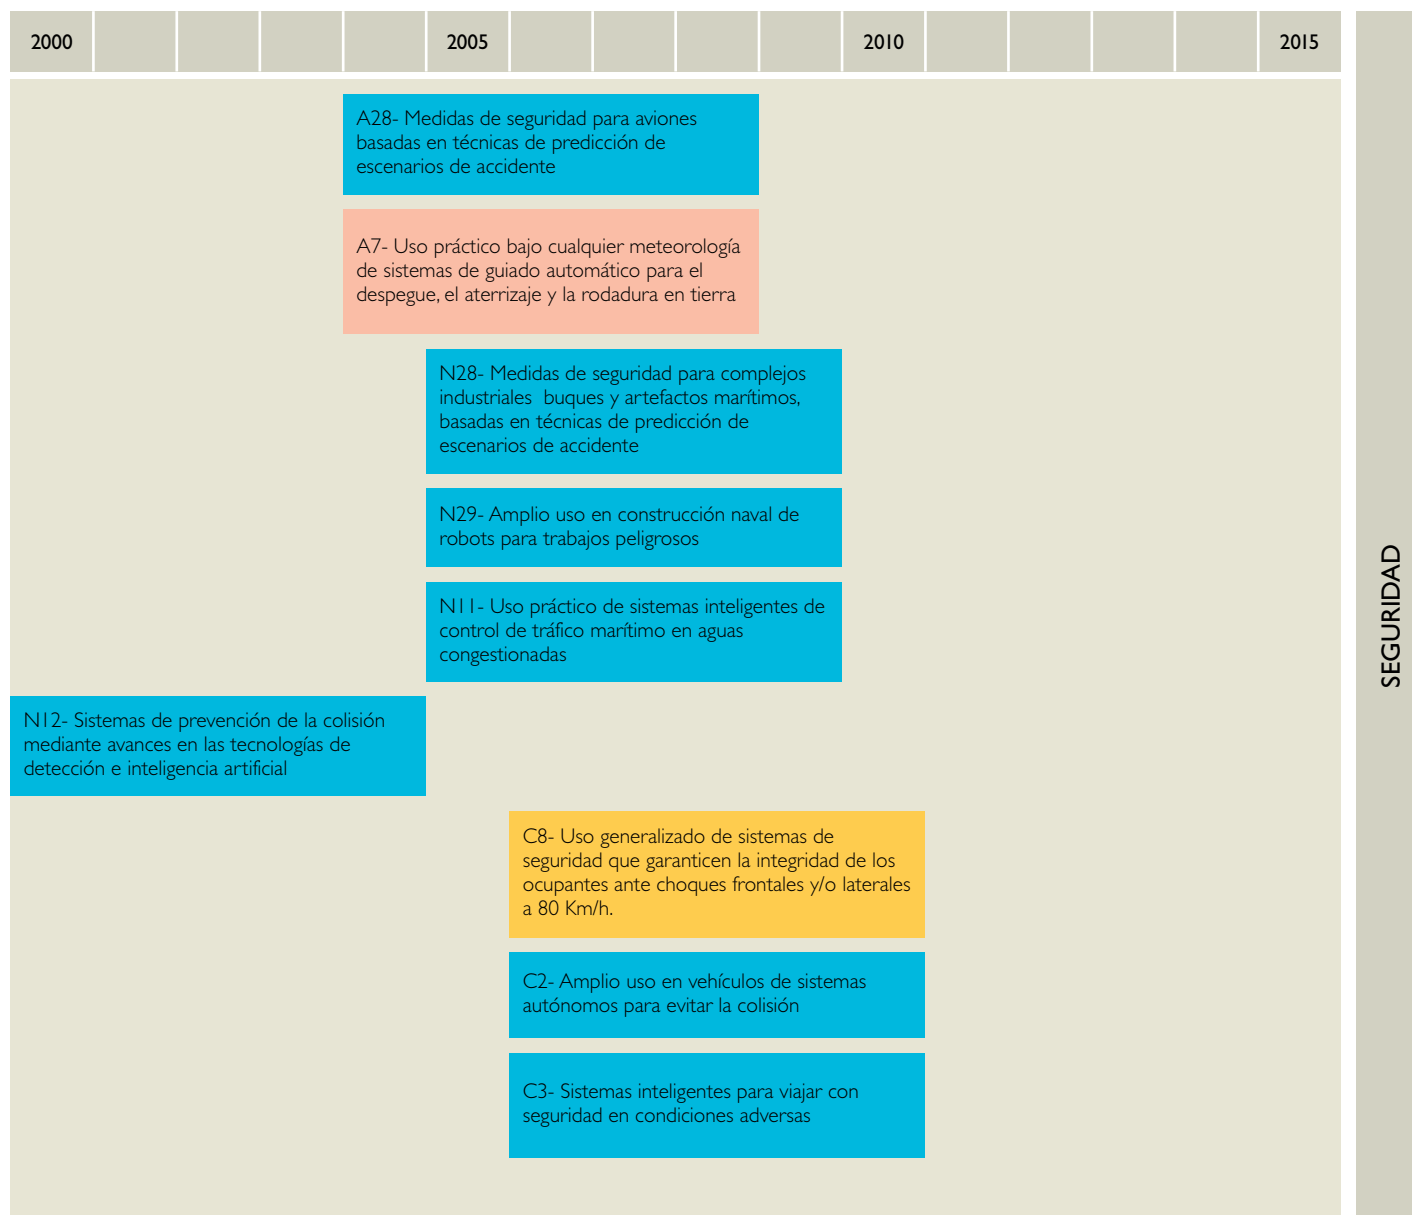 2000 2005 2010 2015
A28- Medidas de seguridad para aviones
basadas en técnicas de predicción de
escenarios de accidente
A7- Uso práctico bajo cualquier meteorología
de sistemas de guiado automático para el
despegue, el aterrizaje y la rodadura en tierra
N28- Medidas de seguridad para complejos
industriales buques y artefactos marítimos,
basadas en técnicas de predicción de
escenarios de accidente
N29- Amplio uso en construcción naval de
robots para trabajos peligrosos
N11- Uso práctico de sistemas inteligentes de
control de tráfico marítimo en aguas
congestionadas
N12- Sistemas de prevención de la colisión
mediante avances en las tecnologías de
detección e inteligencia artificial
C8- Uso generalizado de sistemas de
seguridad que garanticen la integridad de los
ocupantes ante choques frontales y/o laterales
a 80 Km/h.
C2- Amplio uso en vehículos de sistemas
autónomos para evitar la colisión
C3- Sistemas inteligentes para viajar con
seguridad en condiciones adversas
SEGURIDAD